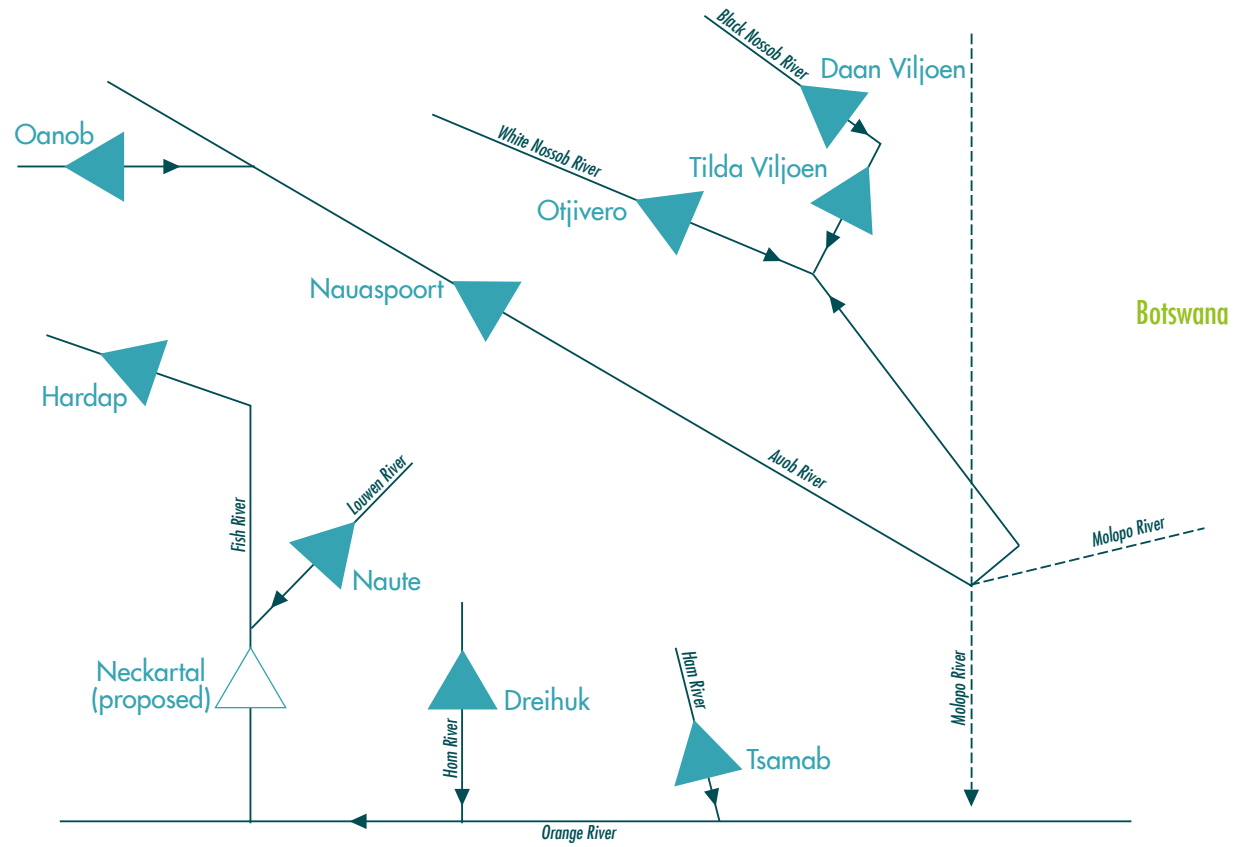 Black Nossob River
Daan Viljoen
Oanob
White Nossob River
Tilda Viljoen
Otjivero
Nauaspoort
Botswana
Hardap
Auob River
Louwen River
Fish River
Molopo River
Naute
Neckartal
(proposed)
Ham River
Molopo River
Dreihuk
Hom River
Tsamab
Orange River